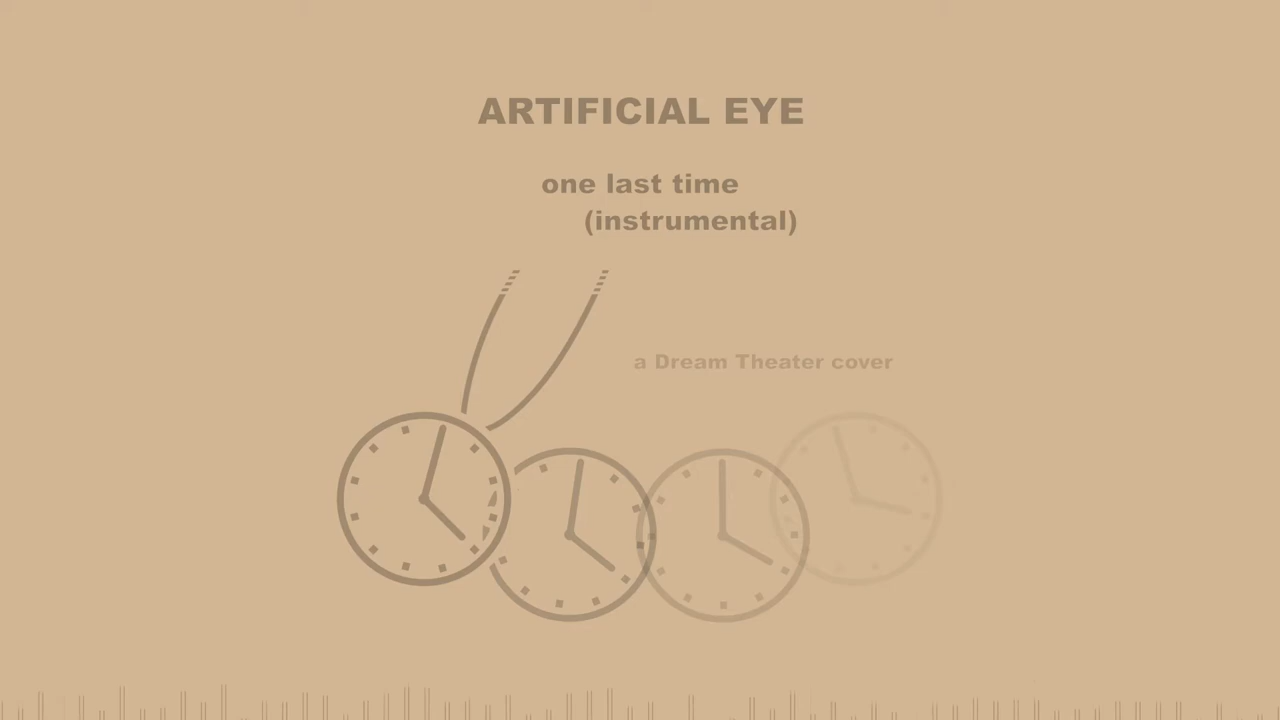 ARTIFICIAL EYE
one last time
(instrumental)
a Dream Theater cover